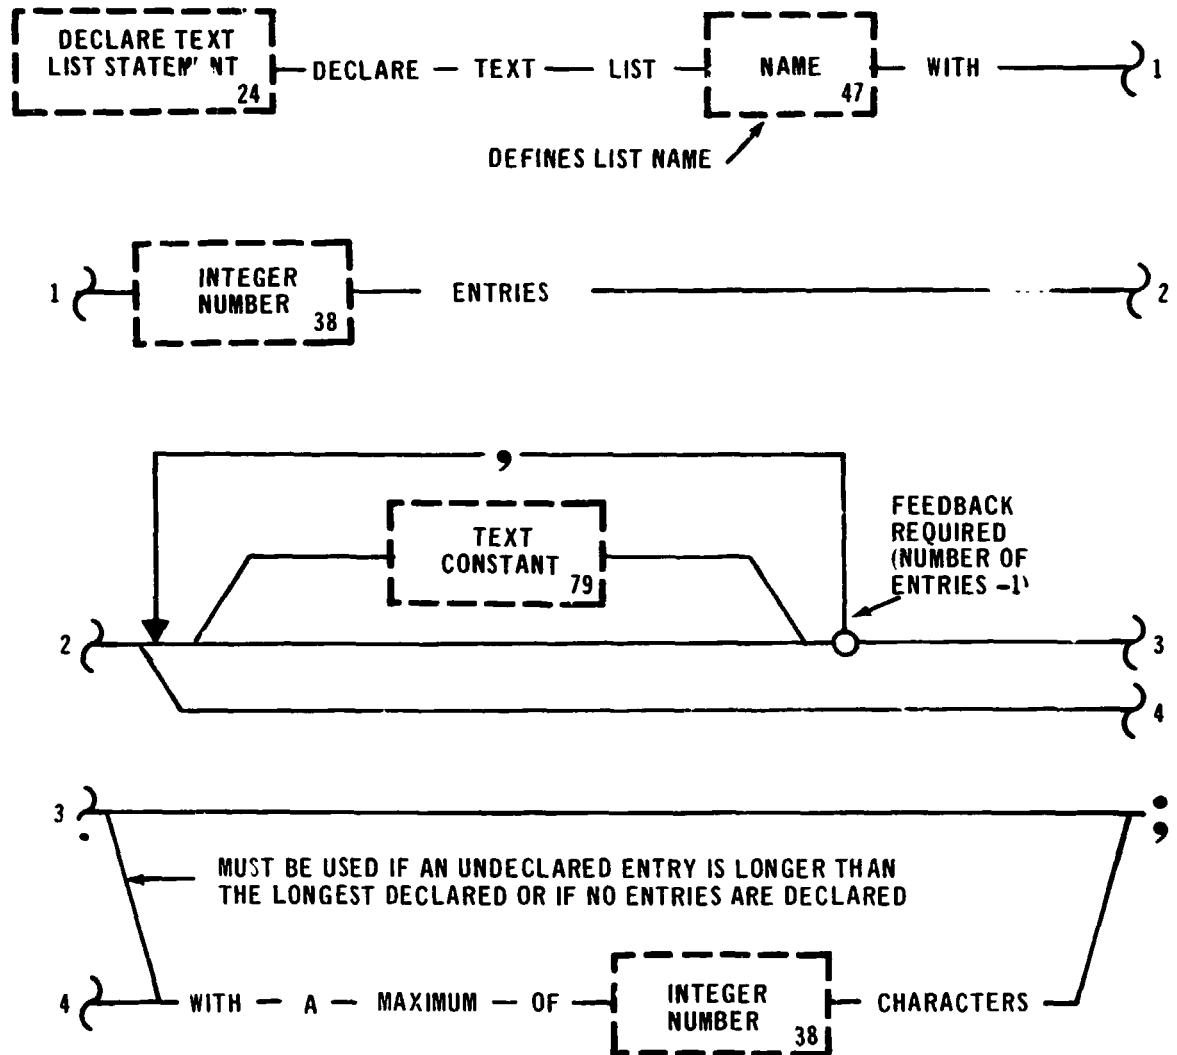 DECLARE TEXT
LIST STATEM NT
24
DECLARE TEXT LIST
NAME
47
WITH
1
DEFINES LIST NAME
1
INTEGER
NUMBER
38
ENTRIES
2
,
TEXT
CONSTANT
79
FEEDBACK
REQUIRED
(NUMBER OF
ENTRIES -1)
2
3
4
3
;
MUST BE USED IF AN UNDECLARED ENTRY IS LONGER THAN
THE LONGEST DECLARED OR IF NO ENTRIES ARE DECLARED
4
WITH A MAXIMUM OF
INTEGER
NUMBER
38
CHARACTERS